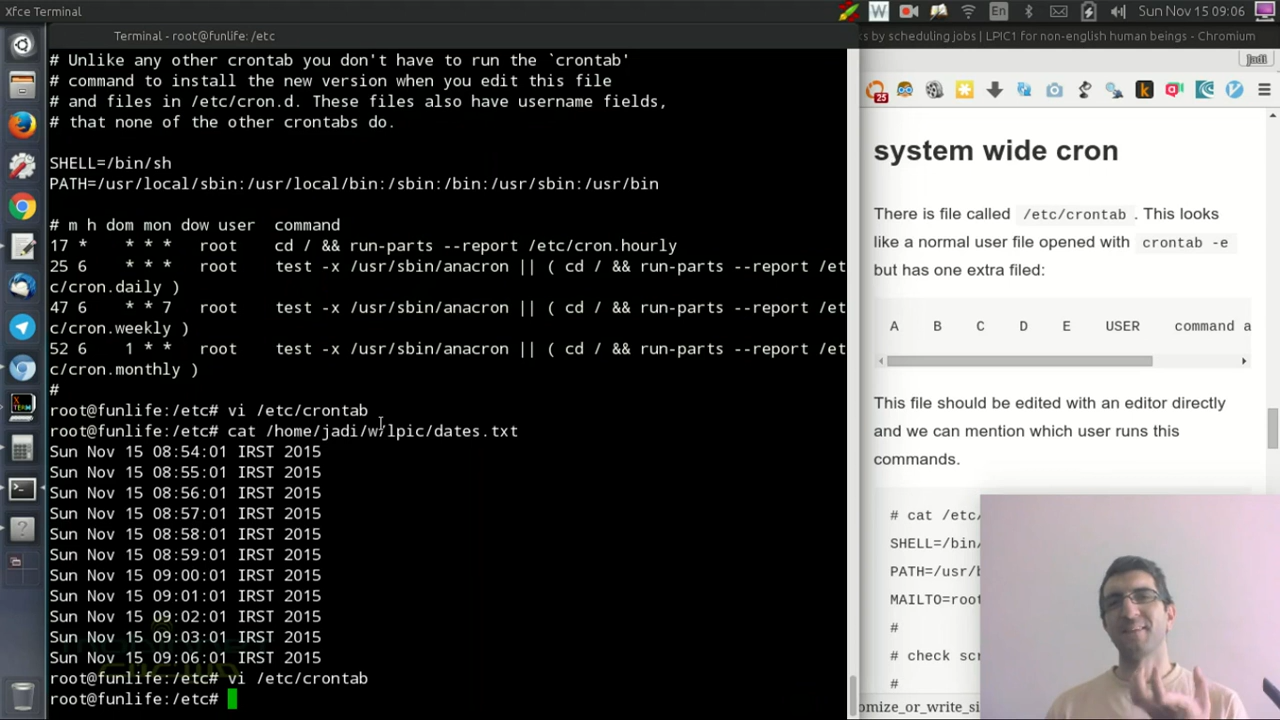 Xfce Terminal
En
Sun Nov 15 09:06
Terminal - root@funlife: /etc
ks by scheduling jobs | LPIC1 for non-english human beings - Chromium
Jadi
25
# Unlike any other crontab you don't have to run the `crontab'
# command to install the new version when you edit this file
# and files in /etc/cron.d. These files also have username fields,
# that none of the other crontabs do.
SHELL=/bin/sh
PATH=/usr/local/sbin:/usr/local/bin:/sbin:/bin:/usr/sbin:/usr/bin
# m h dom mon dow user  command
17 *    * * *   root    cd / && run-parts --report /etc/cron.hourly
25 6    * * *   root    test -x /usr/sbin/anacron || ( cd / && run-parts --report /et
c/cron.daily )
47 6    * * 7   root    test -x /usr/sbin/anacron || ( cd / && run-parts --report /et
c/cron.weekly )
52 6    1 * *   root    test -x /usr/sbin/anacron || ( cd / && run-parts --report /et
c/cron.monthly )
#
root@funlife:/etc# vi /etc/crontab
root@funlife:/etc# cat /home/jadi/w/lpic/dates.txt
Sun Nov 15 08:54:01 IRST 2015
Sun Nov 15 08:55:01 IRST 2015
Sun Nov 15 08:56:01 IRST 2015
Sun Nov 15 08:57:01 IRST 2015
Sun Nov 15 08:58:01 IRST 2015
Sun Nov 15 08:59:01 IRST 2015
Sun Nov 15 09:00:01 IRST 2015
Sun Nov 15 09:01:01 IRST 2015
Sun Nov 15 09:02:01 IRST 2015
Sun Nov 15 09:03:01 IRST 2015
Sun Nov 15 09:06:01 IRST 2015
root@funlife:/etc# vi /etc/crontab
root@funlife:/etc#
system wide cron
There is file called /etc/crontab . This looks
like a normal user file opened with crontab -e
but has one extra filed:
A    B    C    D    E    USER    command a
This file should be edited with an editor directly
and we can mention which user runs this
commands.
# cat /etc/
SHELL=/bin/
PATH=/usr/b
MAILTO=root
#
# check scr
#
omize_or_write_si